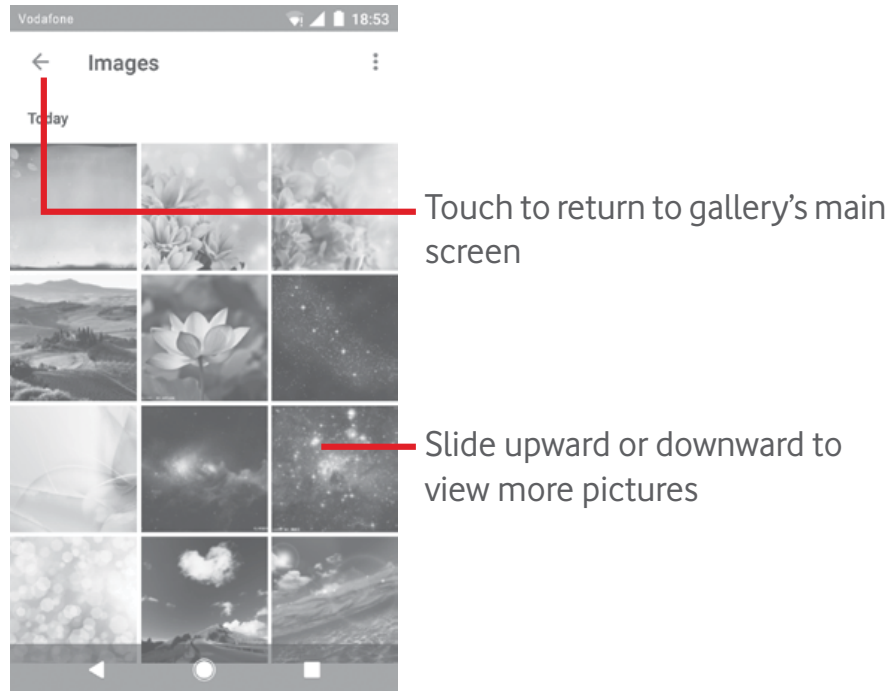 Vodafone
18:53
Images
Today
Touch to return to gallery's main
screen
Slide upward or downward to
view more pictures